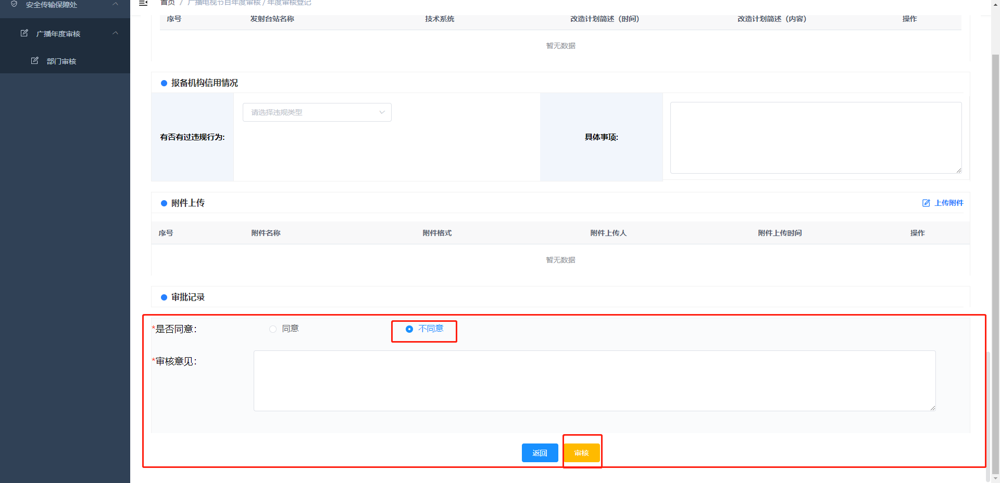 安全传输保障处
广播年度审核
部门审核
首页 / 广播电视节目年度审核 / 年度审核登记
序号 发射台站名称 技术系统 改造计划简述（时间） 改造计划简述（内容） 操作
暂无数据
报备机构信用情况
有否有过违规行为: 请选择违规类型 具体事项:
附件上传 上传附件
序号 附件名称 附件格式 附件上传人 附件上传时间 操作
暂无数据
审批记录
*是否同意： 同意 不同意
*审核意见：
返回 审核